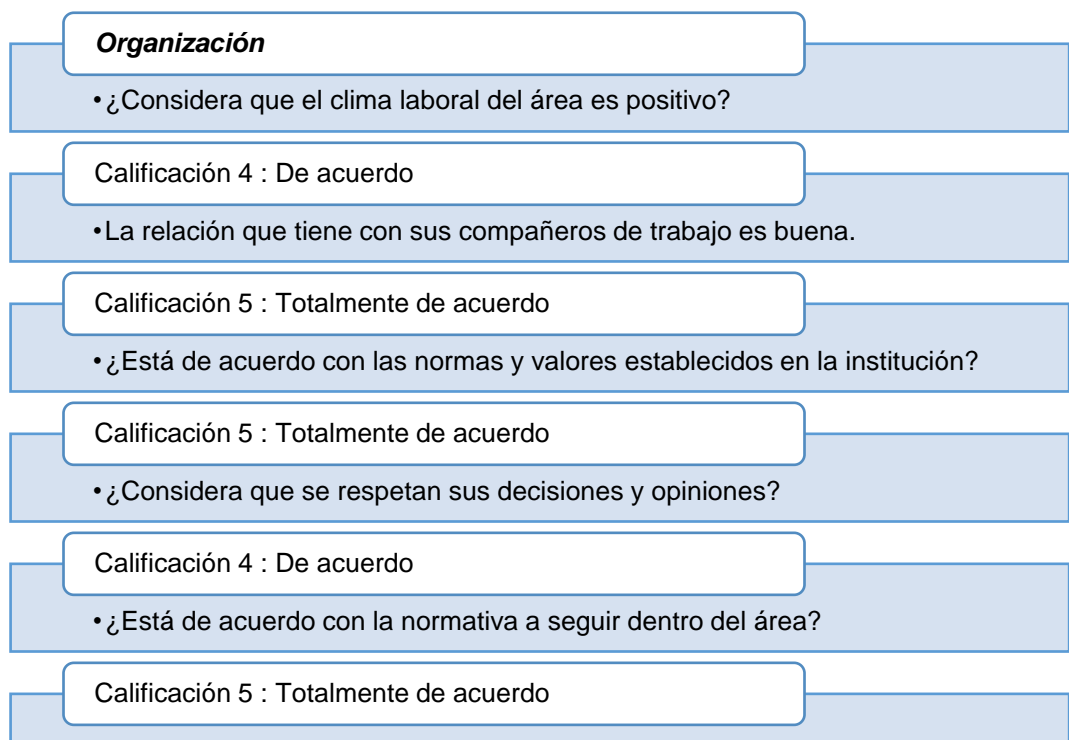 Organización
•¿Considera que el clima laboral del área es positivo?
Calificación 4 : De acuerdo
•La relación que tiene con sus compañeros de trabajo es buena.
Calificación 5 : Totalmente de acuerdo
•¿Está de acuerdo con las normas y valores establecidos en la institución?
Calificación 5 : Totalmente de acuerdo
•¿Considera que se respetan sus decisiones y opiniones?
Calificación 4 : De acuerdo
•¿Está de acuerdo con la normativa a seguir dentro del área?
Calificación 5 : Totalmente de acuerdo